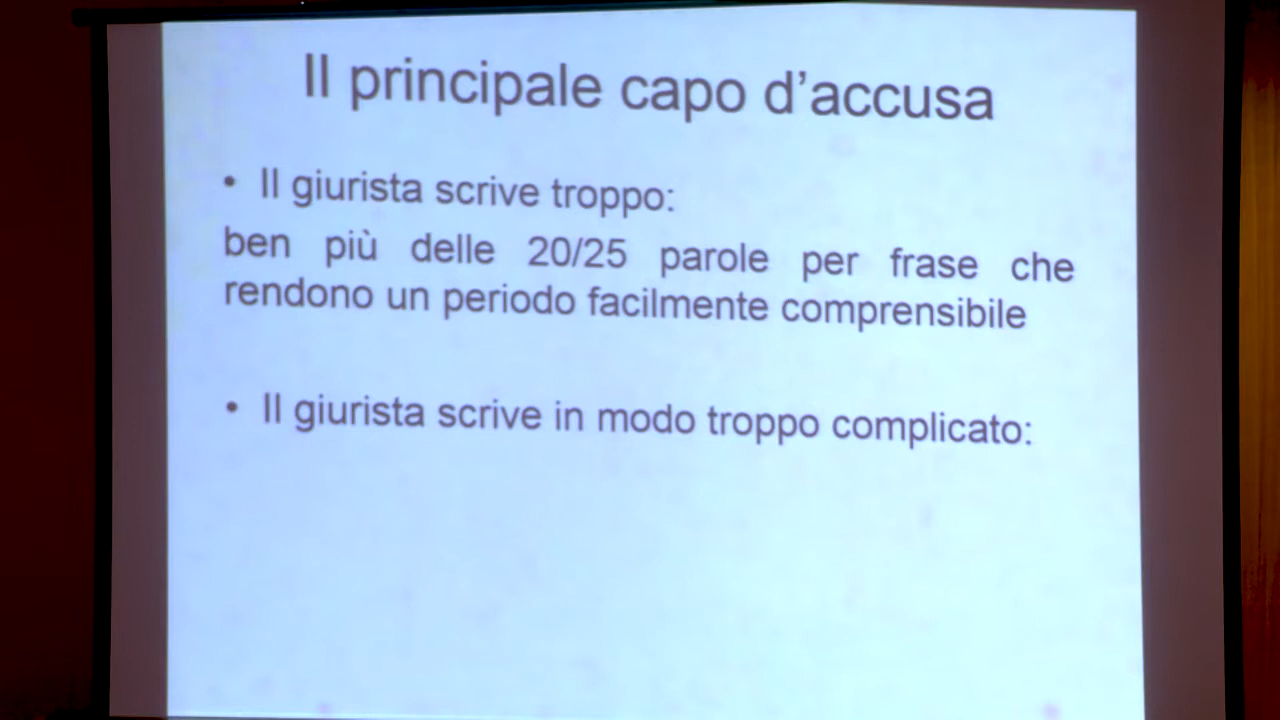 Il principale capo d'accusa
• Il giurista scrive troppo:
ben più delle 20/25 parole per frase che
rendono un periodo facilmente comprensibile
• Il giurista scrive in modo troppo complicato: